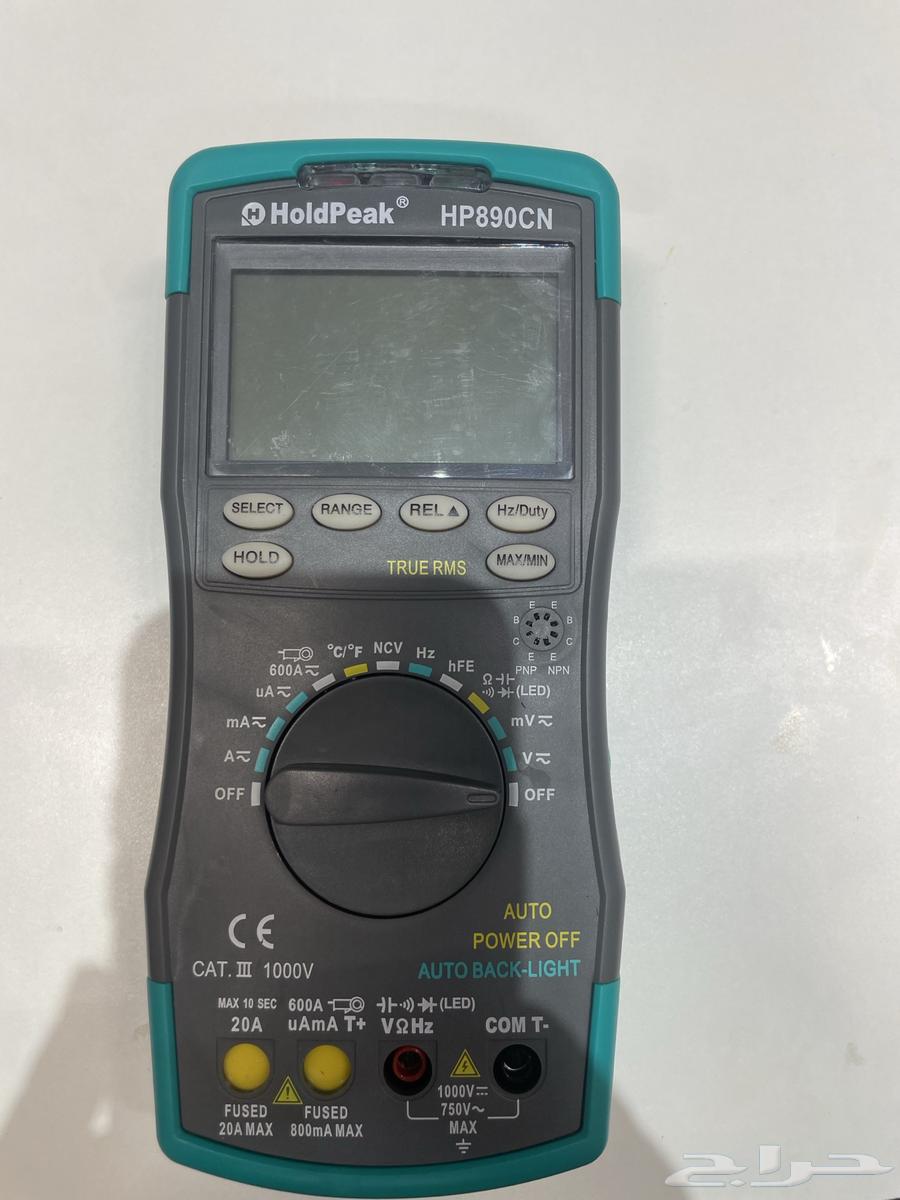 HoldPeak® HP890CN
SELECT RANGE REL▲ Hz/Duty
HOLD TRUE RMS MAX/MIN
E E
B B
C C
E E
PNP NPN
600A
°C/°F
NCV
Hz
hFE
Ω
(LED)
uA
mA
A
mV
V
OFF OFF
CE
AUTO
POWER OFF
CAT. III 1000V AUTO BACK-LIGHT
MAX 10 SEC 600A (LED)
20A uAmA T+ VΩHz COM T-
FUSED FUSED 1000V
20A MAX 800mA MAX 750V~
MAX
حراج